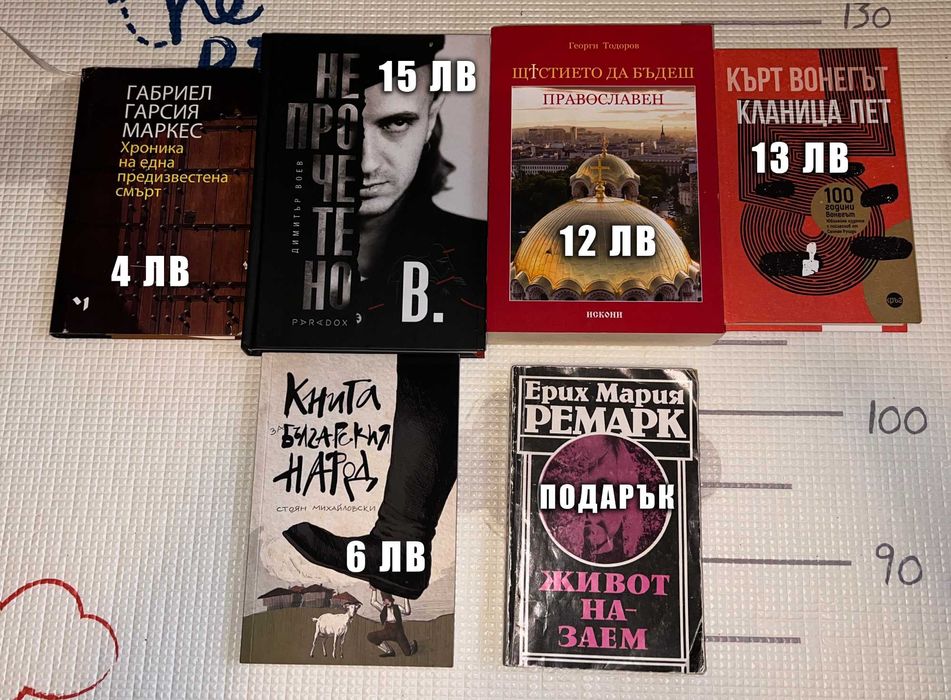 130
ГАБРИЕЛ
ГАРСИЯ
МАРКЕС
Хроника
на една
предизвестена
смърт
4 ЛВ
НЕ
ПРО
ЧЕ
ТЕ
НО
ДИМИТЪР ВОЕВ
15 ЛВ
В.
PARADOX
Георги Тодоров
ЩАСТИЕТО ДА БЪДЕШ
ПРАВОСЛАВЕН
12 ЛВ
ИСКОНИ
КЪРТ ВОНЕГЪТ
КЛАНИЦА ПЕТ
13 ЛВ
100
години
Вонегът
кръг
Книга
за
Българския
народ
СТОЯН МИХАЙЛОВСКИ
6 ЛВ
Ерих Мария
РЕМАРК
ПОДАРЪК
ЖИВОТ
НА-
ЗАЕМ
100
90